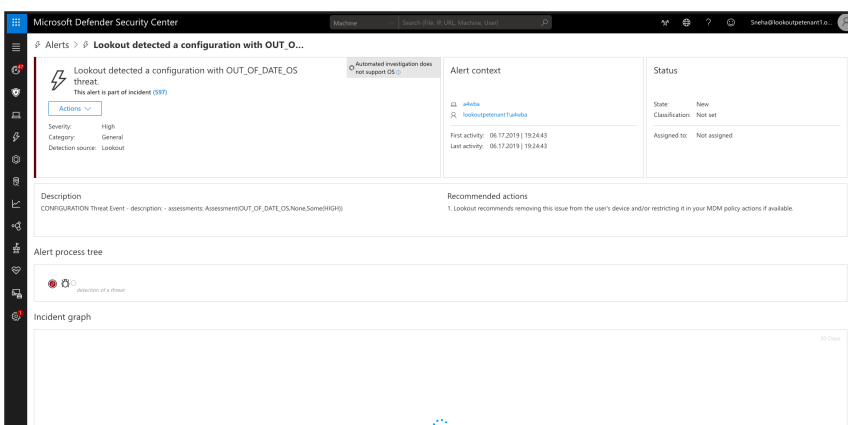 Microsoft Defender Security Center
Machine
Search (File, IP, URL, Machine, User)
?
Sneha@lookoutpetenant1.o...
Alerts > Lookout detected a configuration with OUT_O...
47
Lookout detected a configuration with OUT_OF_DATE_OS
threat.
This alert is part of incident (597)
Automated investigation does
not support OS
Actions
Severity: High
Category: General
Detection source: Lookout
Alert context
a4wba
lookoutpetenant1\a4wba
First activity: 06.17.2019 | 19:24:43
Last activity: 06.17.2019 | 19:24:43
Status
State: New
Classification: Not set
Assigned to: Not assigned
Description
CONFIGURATION Threat Event - description: - assessments: Assessment(OUT_OF_DATE_OS,None,Some(HIGH))
Recommended actions
1. Lookout recommends removing this issue from the user's device and/or restricting it in your MDM policy actions if available.
Alert process tree
detection of a threat
1
Incident graph
30 Days